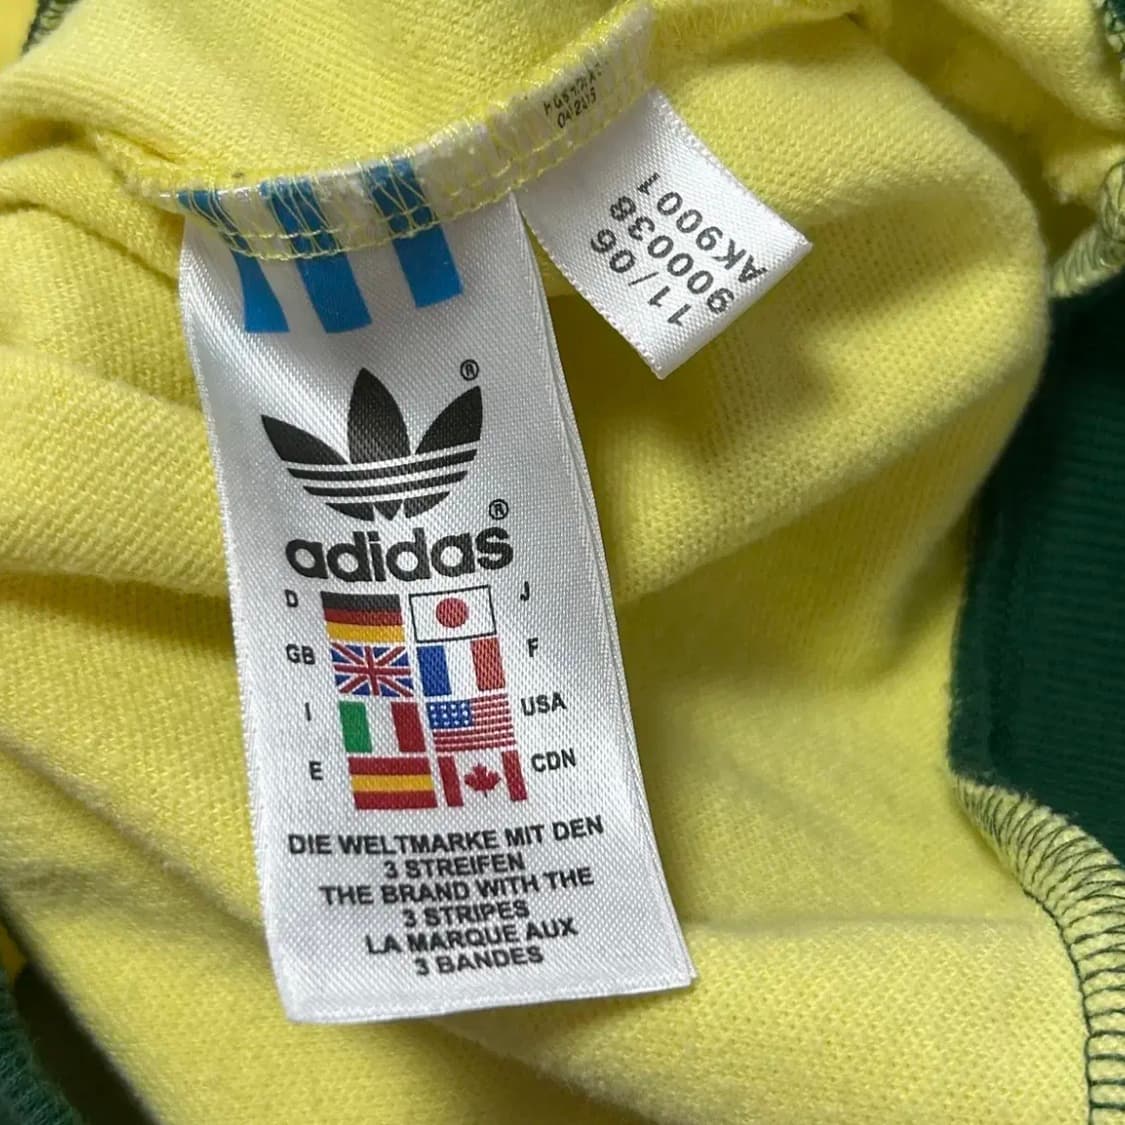 11/06
900038
AK9001
®
®
adidas
D
J
GB
F
I
USA
E
CDN
DIE WELTMARKE MIT DEN
3 STREIFEN
THE BRAND WITH THE
3 STRIPES
LA MARQUE AUX
3 BANDES